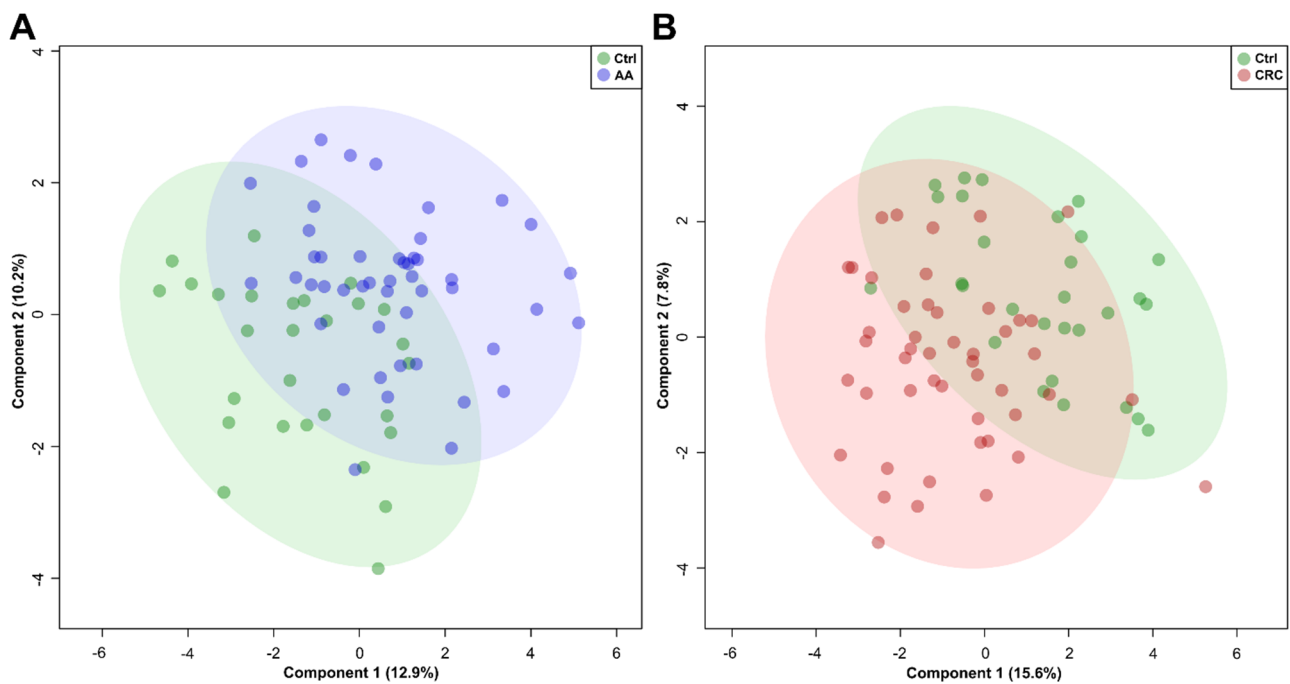 A
Ctrl
AA
4
2
0
-2
-4
Component 2 (10.2%)
-6 -4 -2 0 2 4 6
Component 1 (12.9%)
B
Ctrl
CRC
4
2
0
-2
-4
Component 2 (7.8%)
-6 -4 -2 0 2 4 6
Component 1 (15.6%)